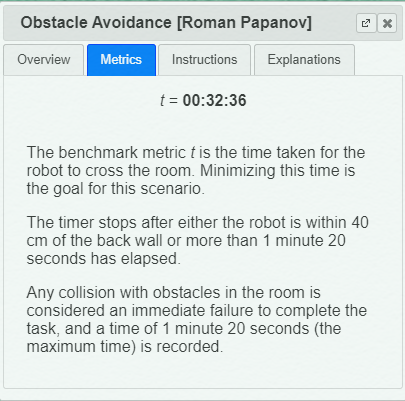 Obstacle Avoidance [Roman Papanov]
Overview Metrics Instructions Explanations
t = 00:32:36
The benchmark metric t is the time taken for the
robot to cross the room. Minimizing this time is
the goal for this scenario.
The timer stops after either the robot is within 40
cm of the back wall or more than 1 minute 20
seconds has elapsed.
Any collision with obstacles in the room is
considered an immediate failure to complete the
task, and a time of 1 minute 20 seconds (the
maximum time) is recorded.